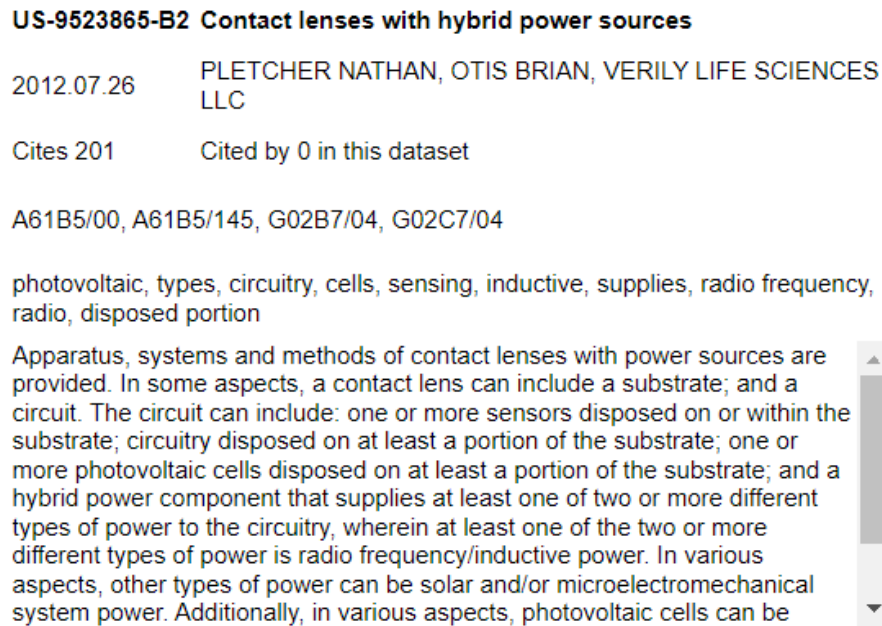 US-9523865-B2 Contact lenses with hybrid power sources
2012.07.26 PLETCHER NATHAN, OTIS BRIAN, VERILY LIFE SCIENCES
LLC
Cites 201 Cited by 0 in this dataset
A61B5/00, A61B5/145, G02B7/04, G02C7/04
photovoltaic, types, circuitry, cells, sensing, inductive, supplies, radio frequency,
radio, disposed portion
Apparatus, systems and methods of contact lenses with power sources are
provided. In some aspects, a contact lens can include a substrate; and a
circuit. The circuit can include: one or more sensors disposed on or within the
substrate; circuitry disposed on at least a portion of the substrate; one or
more photovoltaic cells disposed on at least a portion of the substrate; and a
hybrid power component that supplies at least one of two or more different
types of power to the circuitry, wherein at least one of the two or more
different types of power is radio frequency/inductive power. In various
aspects, other types of power can be solar and/or microelectromechanical
system power. Additionally, in various aspects, photovoltaic cells can be